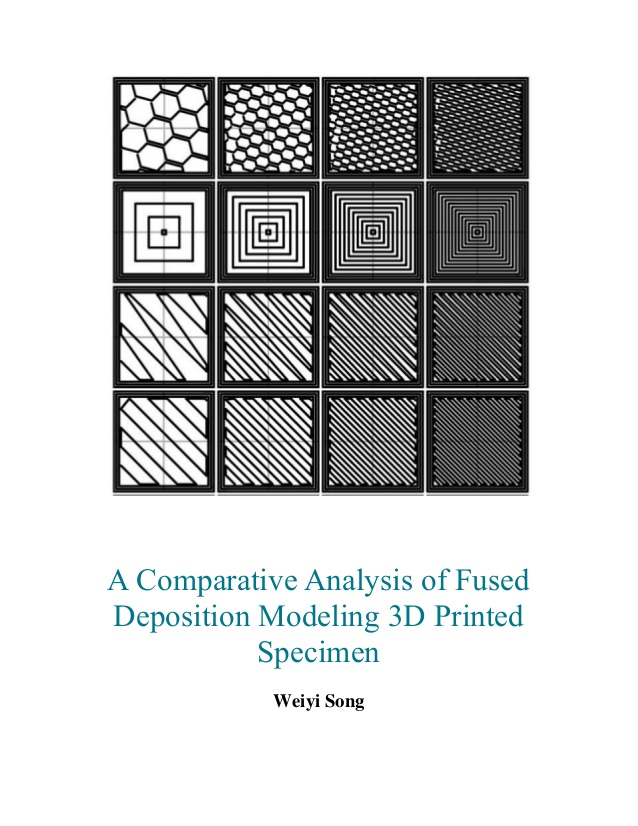 A Comparative Analysis of Fused
Deposition Modeling 3D Printed
Specimen
Weiyi Song